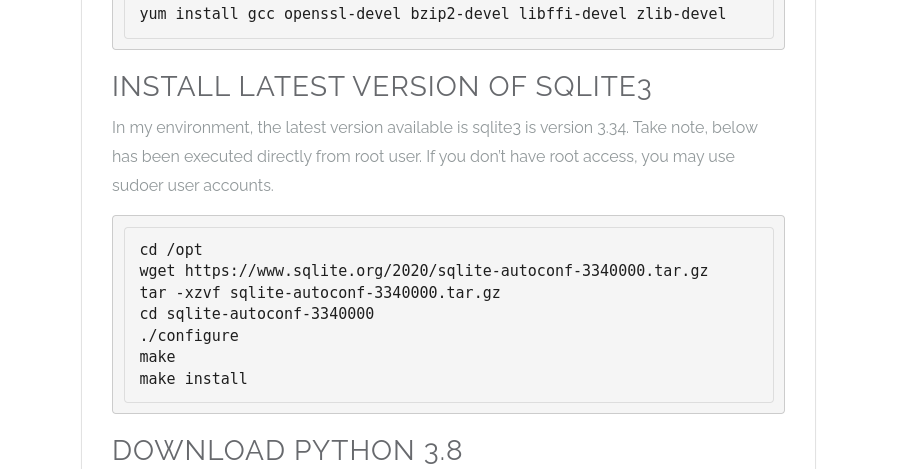 yum install gcc openssl-devel bzip2-devel libffi-devel zlib-devel
INSTALL LATEST VERSION OF SQLITE3
In my environment, the latest version available is sqlite3 is version 3.34. Take note, below
has been executed directly from root user. If you don't have root access, you may use
sudoer user accounts.
cd /opt
wget https://www.sqlite.org/2020/sqlite-autoconf-3340000.tar.gz
tar -xzvf sqlite-autoconf-3340000.tar.gz
cd sqlite-autoconf-3340000
./configure
make
make install
DOWNLOAD PYTHON 3.8